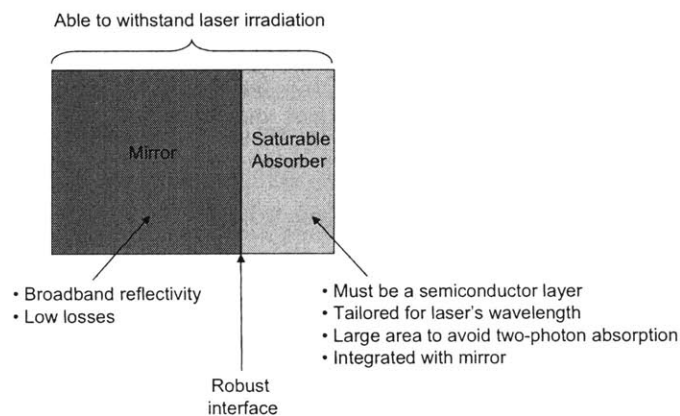 Able to withstand laser irradiation
Mirror
Saturable
Absorber
• Broadband reflectivity
• Low losses
• Must be a semiconductor layer
• Tailored for laser's wavelength
• Large area to avoid two-photon absorption
• Integrated with mirror
Robust
interface